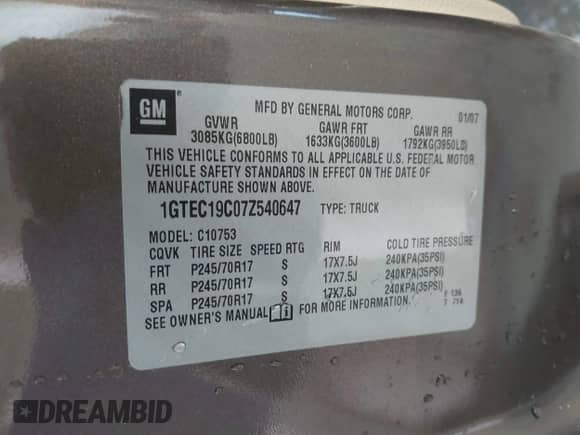 GM
MFD BY GENERAL MOTORS CORP. 01/07
GVWR GAWR FRT GAWR RR
3085KG(6800LB) 1633KG(3600LB) 1792KG(3950LB)
THIS VEHICLE CONFORMS TO ALL APPLICABLE U.S. FEDERAL MOTOR
VEHICLE SAFETY STANDARDS IN EFFECT ON THE DATE OF
MANUFACTURE SHOWN ABOVE.
1GTEC19C07Z540647 TYPE: TRUCK
MODEL: C10753
CQVK TIRE SIZE SPEED RTG RIM COLD TIRE PRESSURE
FRT P245/70R17 S 17X7.5J 240KPA(35PSI)
RR P245/70R17 S 17X7.5J 240KPA(35PSI)
SPA P245/70R17 S 17X7.5J 240KPA(35PSI)
SEE OWNER'S MANUAL FOR MORE INFORMATION.
DREAMBID